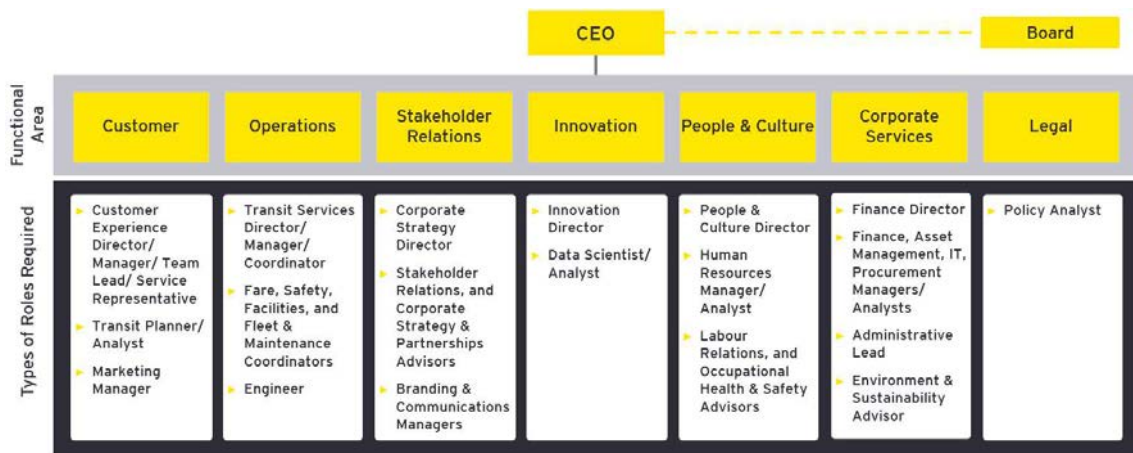 CEO
Board
Functional
Area
Customer
Operations
Stakeholder
Relations
Innovation
People & Culture
Corporate
Services
Legal
Types of Roles Required
Customer
Experience
Director/
Manager/ Team
Lead/ Service
Representative
Transit Planner/
Analyst
Marketing
Manager
Transit Services
Director/
Manager/
Coordinator
Fare, Safety,
Facilities, and
Fleet &
Maintenance
Coordinators
Engineer
Corporate
Strategy
Director
Stakeholder
Relations, and
Corporate
Strategy &
Partnerships
Advisors
Branding &
Communications
Managers
Innovation
Director
Data Scientist/
Analyst
People &
Culture Director
Human
Resources
Manager/
Analyst
Labour
Relations, and
Occupational
Health & Safety
Advisors
Finance Director
Finance, Asset
Management, IT,
Procurement
Managers/
Analysts
Administrative
Lead
Environment &
Sustainability
Advisor
Policy Analyst